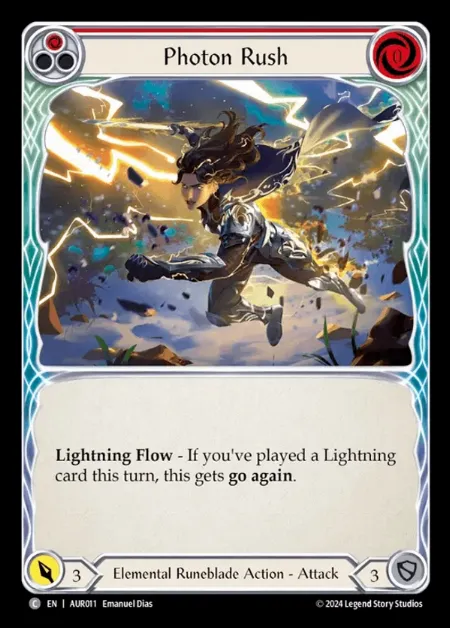 Photon Rush
0
Lightning Flow - If you've played a Lightning
card this turn, this gets go again.
3
Elemental Runeblade Action - Attack
3
C EN | AUR011 Emanuel Dias
© 2024 Legend Story Studios